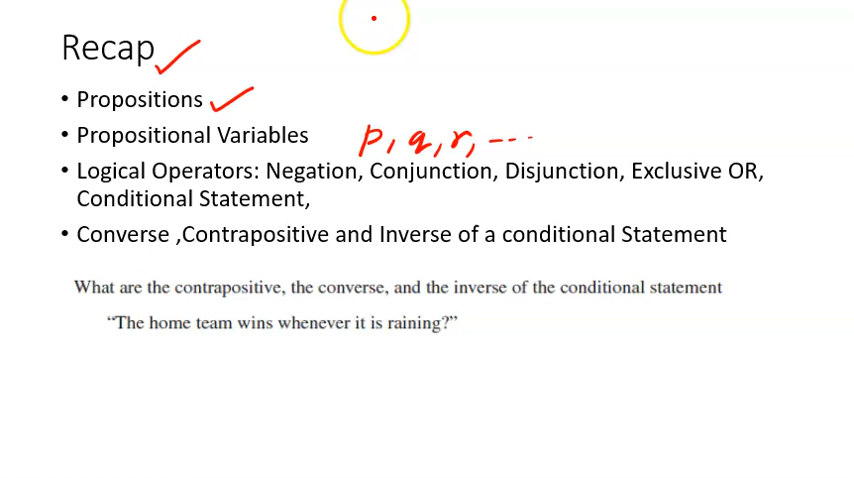 Recap
• Propositions
• Propositional Variables p, q, r, ----
• Logical Operators: Negation, Conjunction, Disjunction, Exclusive OR,
Conditional Statement,
• Converse ,Contrapositive and Inverse of a conditional Statement
What are the contrapositive, the converse, and the inverse of the conditional statement
“The home team wins whenever it is raining?”